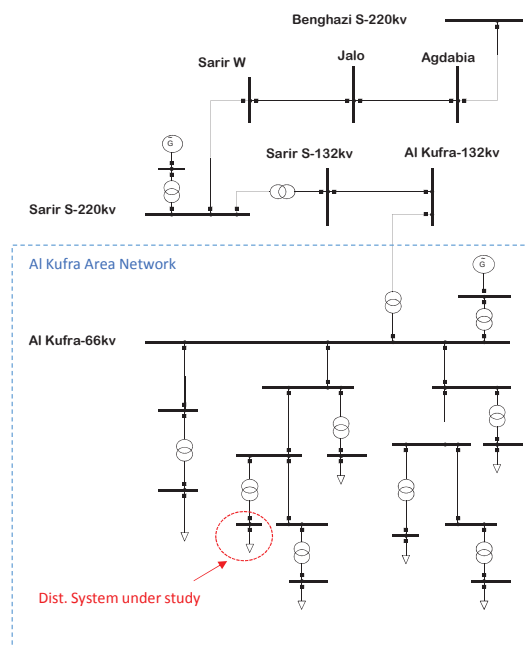 Benghazi S-220kv
Sarir W
Jalo
Agdabia
Sarir S-132kv
Al Kufra-132kv
G
Sarir S-220kv
Al Kufra Area Network
G
Al Kufra-66kv
Dist. System under study